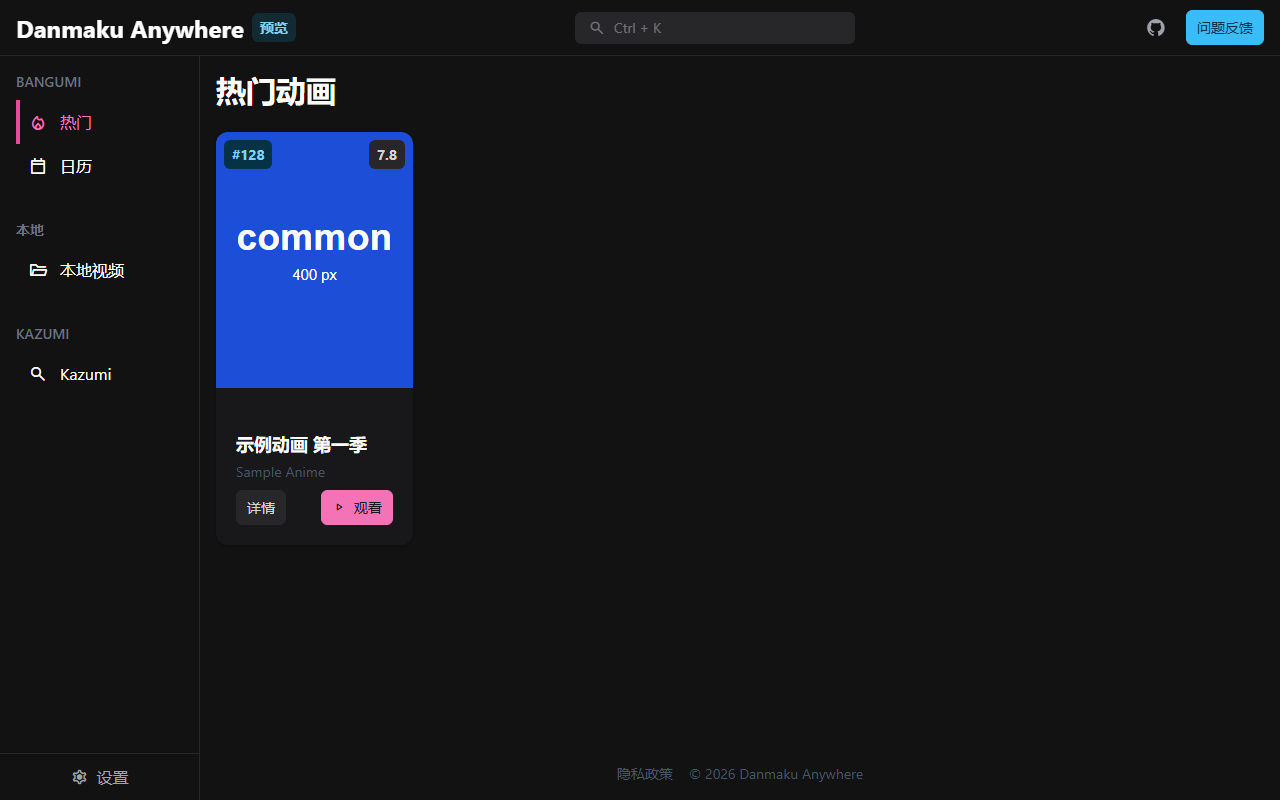 Danmaku Anywhere 预览
Ctrl + K
问题反馈
BANGUMI
热门
日历
本地
本地视频
KAZUMI
Kazumi
设置
热门动画
#128
7.8
common
400 px
示例动画 第一季
Sample Anime
详情
观看
隐私政策 © 2026 Danmaku Anywhere